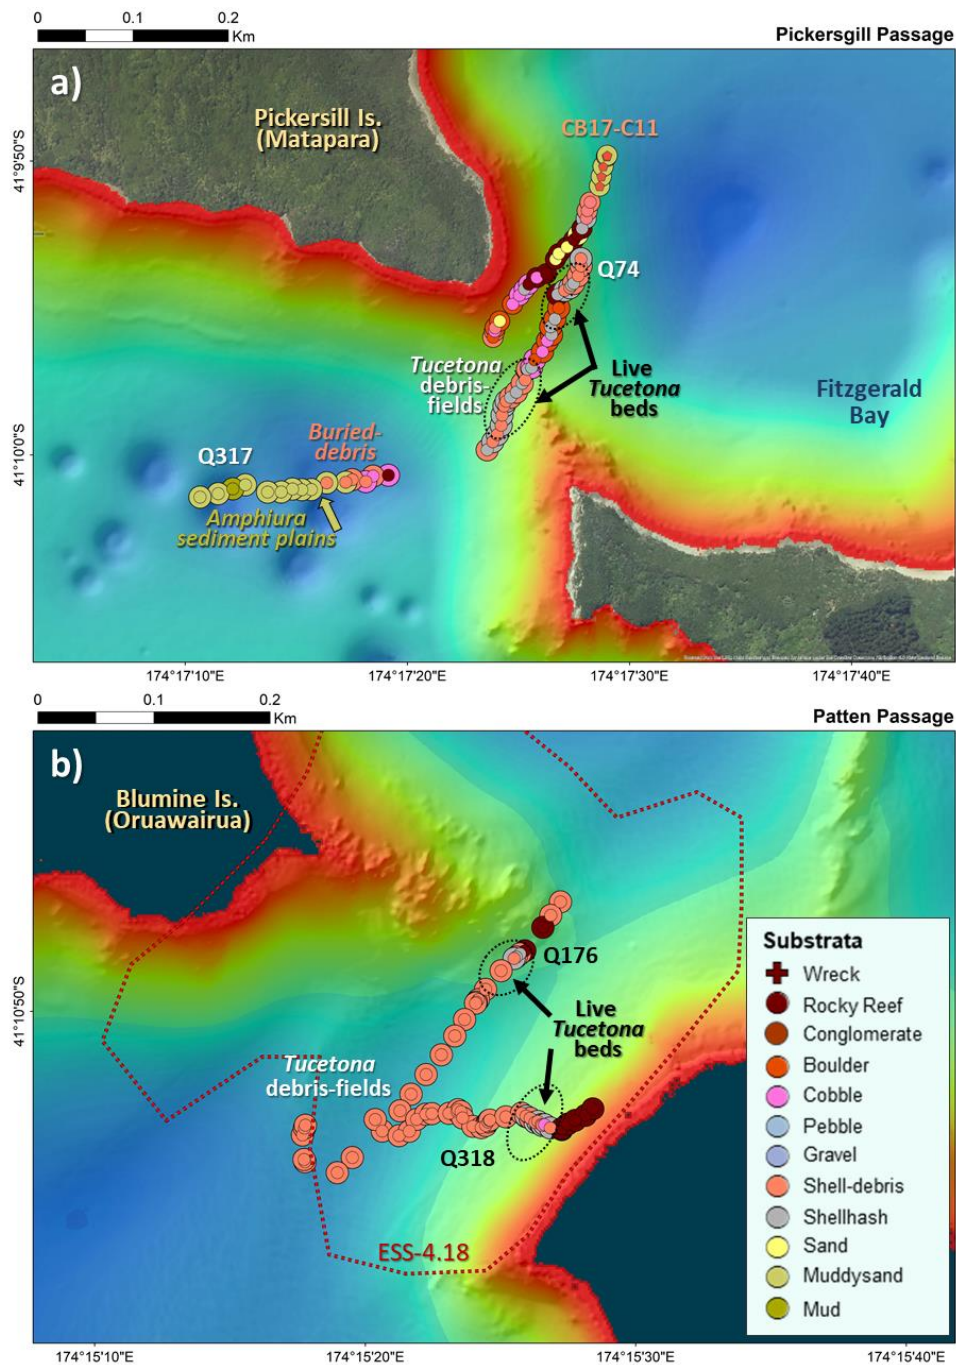 0 0.1 0.2
Km
Pickersgill Passage
a)
Pickersill Is.
(Matapara)
CB17-C11
41°9'50"S
Q74
Tucetona
debris-
fields
Live
Tucetona
beds
Fitzgerald
Bay
Q317
Buried-
debris
41°10'0"S
Amphiura
sediment plains
174°17'10"E 174°17'20"E 174°17'30"E 174°17'40"E
0 0.1 0.2
Km
Patten Passage
b)
Blumine Is.
(Oruawairua)
Q176
41°10'50"S
Live
Tucetona
beds
Tucetona
debris-fields
Q318
ESS-4.18
Substrata
Wreck
Rocky Reef
Conglomerate
Boulder
Cobble
Pebble
Gravel
Shell-debris
Shellhash
Sand
Muddysand
Mud
174°15'10"E 174°15'20"E 174°15'30"E 174°15'40"E